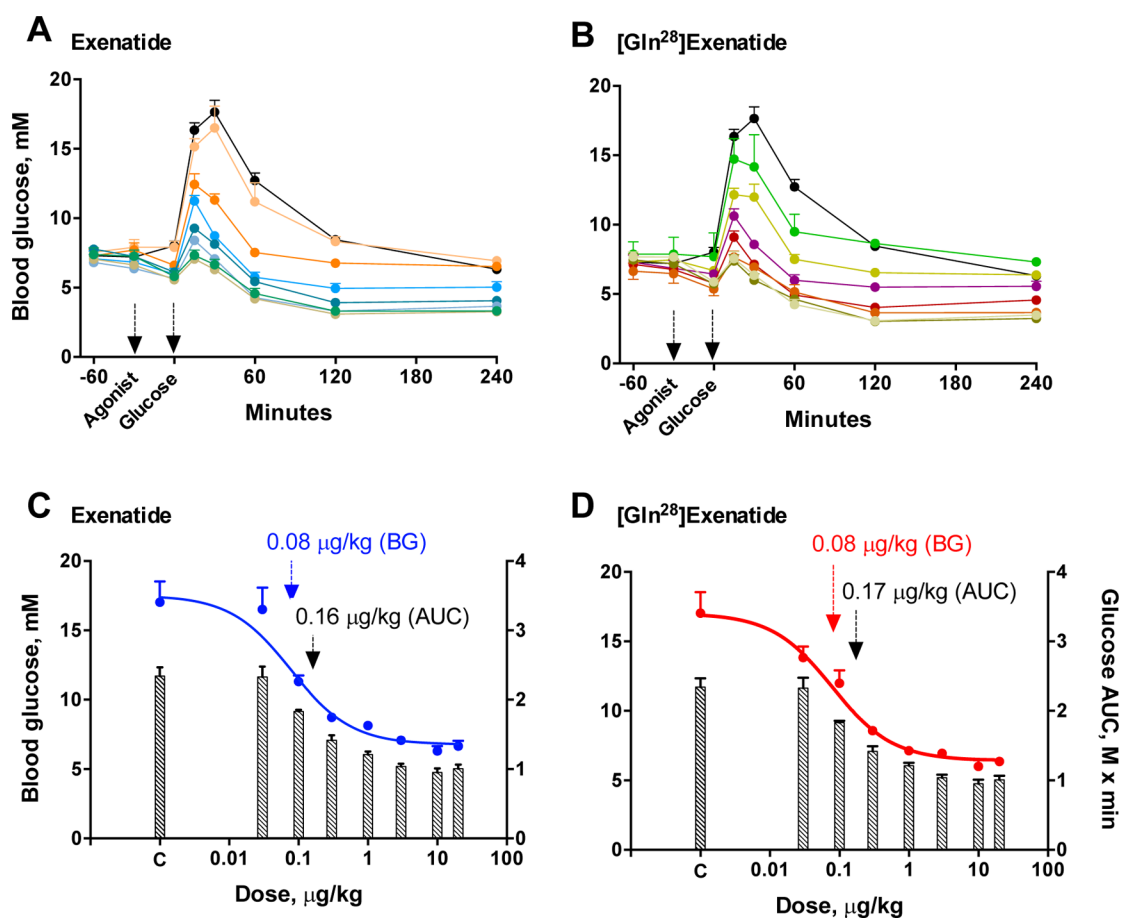 A
Exenatide
B
[Gln28]Exenatide
Blood glucose, mM
20
15
10
5
0
-60
60
120
180
240
Agonist
Glucose
Minutes
20
15
10
5
0
-60
60
120
180
240
Agonist
Glucose
Minutes
C
Exenatide
0.08 μg/kg (BG)
0.16 μg/kg (AUC)
Blood glucose, mM
20
15
10
5
0
4
3
2
1
0
C
0.01
0.1
1
10
100
Dose, μg/kg
D
[Gln28]Exenatide
0.08 μg/kg (BG)
0.17 μg/kg (AUC)
20
15
10
5
0
4
3
2
1
0
Glucose AUC, M x min
C
0.01
0.1
1
10
100
Dose, μg/kg